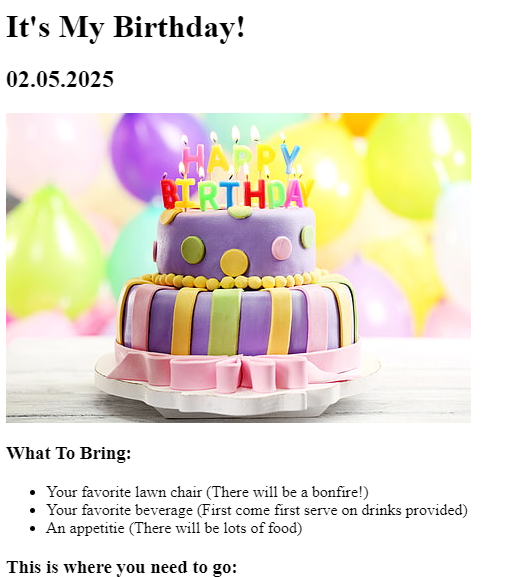 It's My Birthday!
02.05.2025
HAPPY
BIRTHDAY
What To Bring:
Your favorite lawn chair (There will be a bonfire!)
Your favorite beverage (First come first serve on drinks provided)
An appetitie (There will be lots of food)
This is where you need to go: